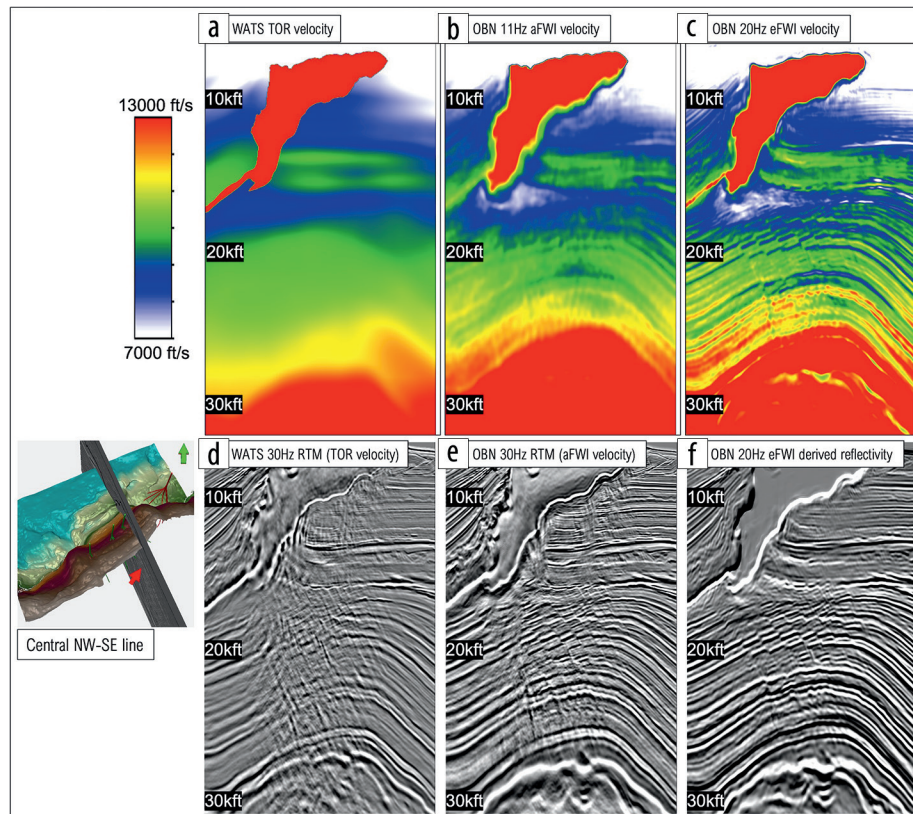 a WATS TOR velocity
b OBN 11Hz aFWI velocity
c OBN 20Hz eFWI velocity
13000 ft/s
7000 ft/s
10kft
20kft
30kft
10kft
20kft
30kft
10kft
20kft
30kft
Central NW-SE line
d WATS 30Hz RTM (TOR velocity)
e OBN 30Hz RTM (aFWI velocity)
f OBN 20Hz eFWI derived reflectivity
10kft
20kft
30kft
10kft
20kft
30kft
10kft
20kft
30kft